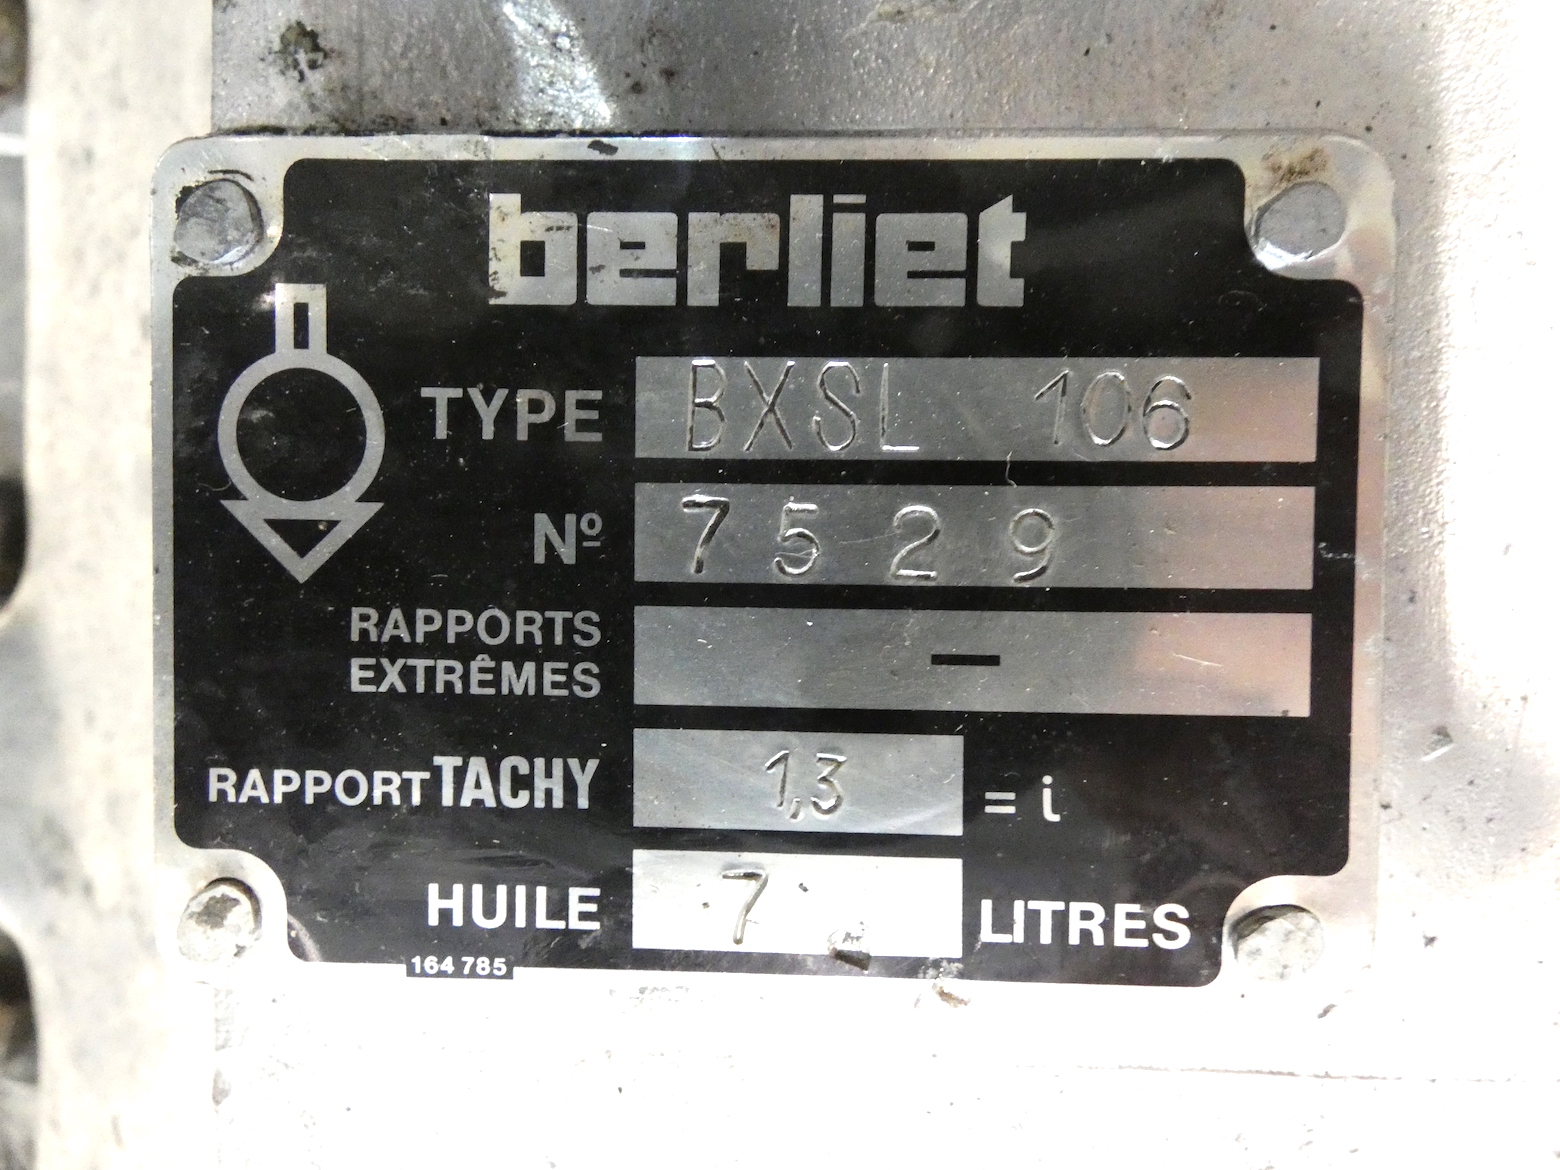 berliet
TYPE BXSL 106
Nº 7529
RAPPORTS
EXTRÊMES –
RAPPORT TACHY 1,3 = i
HUILE 7 LITRES
164 785